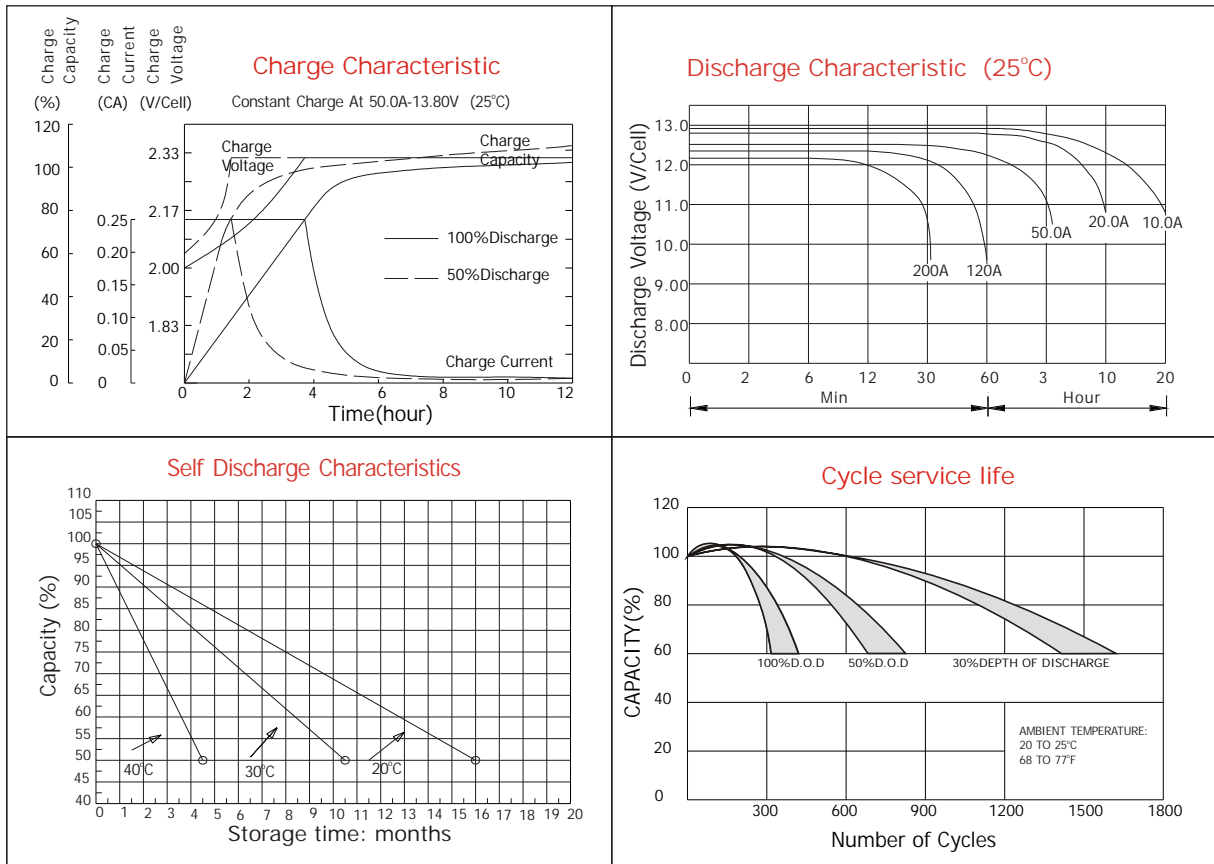 Charge Capacity
Charge Current
Charge Voltage
(%)
(CA)
(V/Cell)
Charge Characteristic
Constant Charge At 50.0A-13.80V (25°C)
120
100
80
60
40
20
0
0.25
0.20
0.15
0.10
0.05
0
2.33
2.17
2.00
1.83
Charge Voltage
Charge Capacity
100%Discharge
50%Discharge
Charge Current
0 2 4 6 8 10 12
Time(hour)
Discharge Characteristic (25°C)
Discharge Voltage (V/Cell)
13.0
12.0
11.0
10.0
9.00
8.00
200A
120A
50.0A
20.0A
10.0A
0 2 6 12 30 60 3 10 20
Min
Hour
Self Discharge Characteristics
Capacity (%)
110
105
100
95
90
85
80
75
70
65
60
55
50
45
40
40°C
30°C
20°C
0 1 2 3 4 5 6 7 8 9 10 11 12 13 14 15 16 17 18 19 20
Storage time: months
Cycle service life
CAPACITY(%)
120
100
80
60
40
20
0
100%D.O.D
50%D.O.D
30%DEPTH OF DISCHARGE
AMBIENT TEMPERATURE:
20 TO 25°C
68 TO 77°F
300 600 900 1200 1500 1800
Number of Cycles